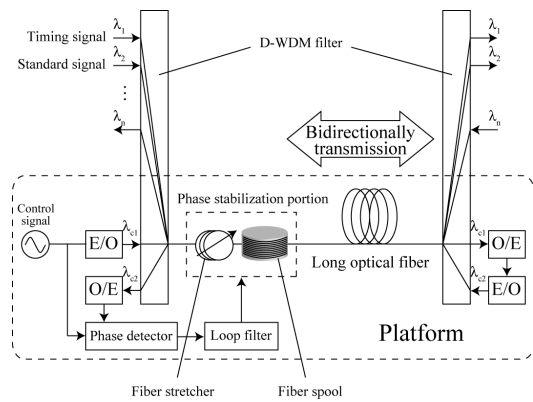 Timing signal
λ1
Standard signal
λ2
⋮
λn
D-WDM filter
λ1
λ2
λn
Bidirectionally
transmission
Control
signal
Phase stabilization portion
E/O
λc1
O/E
λc2
Phase detector
Loop filter
Long optical fiber
λc1
O/E
λc2
E/O
Platform
Fiber stretcher
Fiber spool